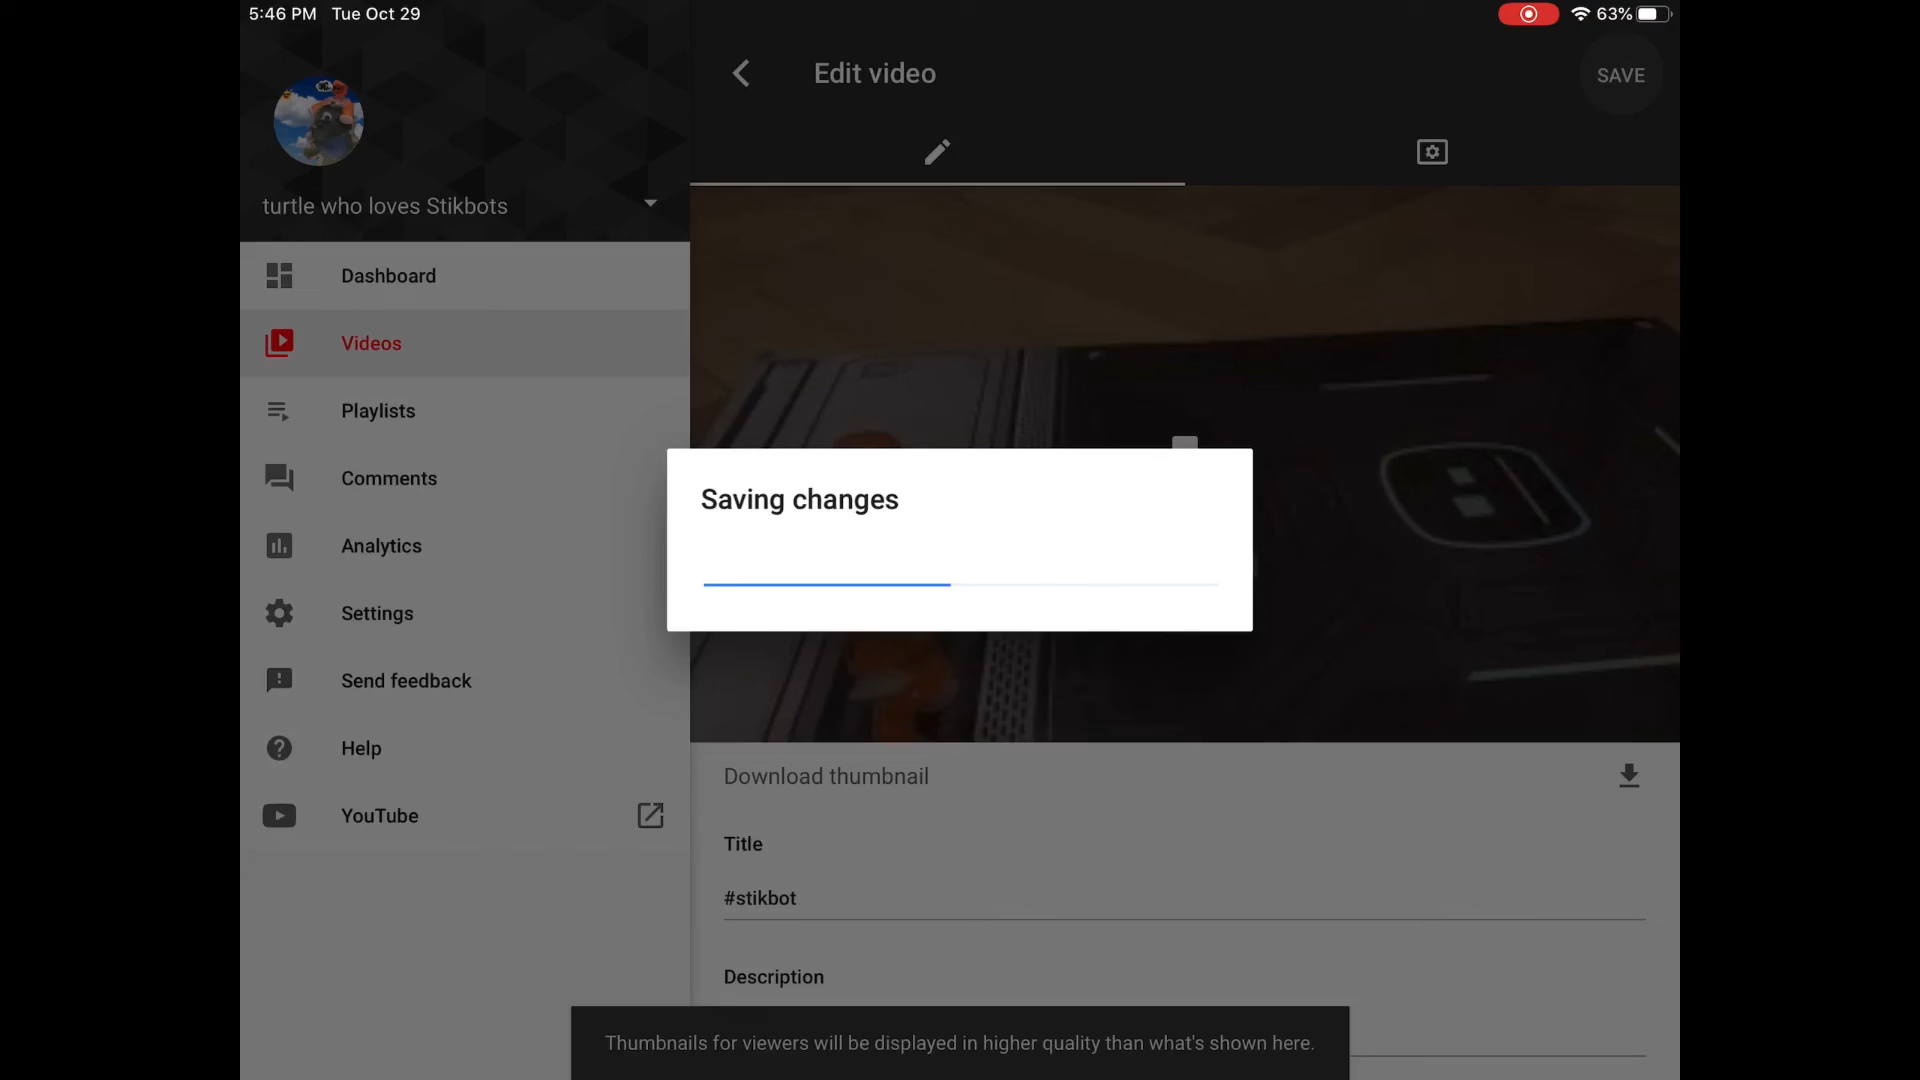 5:46 PM Tue Oct 29
63%
turtle who loves Stikbots
Dashboard
Videos
Playlists
Comments
Analytics
Settings
Send feedback
Help
YouTube
Edit video
SAVE
Saving changes
Download thumbnail
Title
#stikbot
Description
Thumbnails for viewers will be displayed in higher quality than what's shown here.